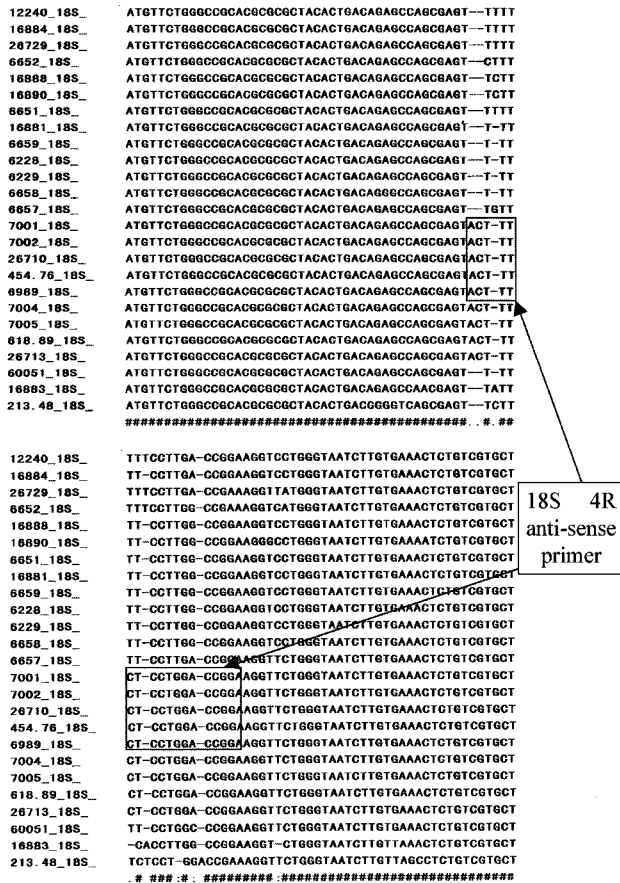 12240_18S_ ATGTTCTGGGCCGCACGCGCGCTACACTGACAGAGCCAGCGAGT--TTTT
16884_18S_ ATGTTCTGGGCCGCACGCGCGCTACACTGACAGAGCCAGCGAGT--TTTT
26729_18S_ ATGTTCTGGGCCGCACGCGCGCTACACTGACAGAGCCAGCGAGT--TTTT
6652_18S_ ATGTTCTGGGCCGCACGCGCGCTACACTGACAGAGCCAGCGAGT--CTTT
16888_18S_ ATGTTCTGGGCCGCACGCGCGCTACACTGACAGAGCCAGCGAGT--TCTT
16890_18S_ ATGTTCTGGGCCGCACGCGCGCTACACTGACAGAGCCAGCGAGT--TCTT
6651_18S_ ATGTTCTGGGCCGCACGCGCGCTACACTGACAGAGCCAGCGAGT--TTTT
16881_18S_ ATGTTCTGGGCCGCACGCGCGCTACACTGACAGAGCCAGCGAGT--T-TT
6659_18S_ ATGTTCTGGGCCGCACGCGCGCTACACTGACAGAGCCAGCGAGT--T-TT
6228_18S_ ATGTTCTGGGCCGCACGCGCGCTACACTGACAGAGCCAGCGAGT--T-TT
6229_18S_ ATGTTCTGGGCCGCACGCGCGCTACACTGACAGAGCCAGCGAGT--T-TT
6658_18S_ ATGTTCTGGGCCGCACGCGCGCTACACTGACAGGGCCAGCGAGT--T-TT
6657_18S_ ATGTTCTGGGCCGCACGCGCGCTACACTGACAGAGCCAGCGAGT--TGTT
7001_18S_ ATGTTCTGGGCCGCACGCGCGCTACACTGACAGAGCCAGCGAGTACT-TT
7002_18S_ ATGTTCTGGGCCGCACGCGCGCTACACTGACAGAGCCAGCGAGTACT-TT
26710_18S_ ATGTTCTGGGCCGCACGCGCGCTACACTGACAGAGCCAGCGAGTACT-TT
454.76_18S_ ATGTTCTGGGCCGCACGCGCGCTACACTGACAGAGCCAGCGAGTACT-TT
6989_18S_ ATGTTCTGGGCCGCACGCGCGCTACACTGACAGAGCCAGCGAGTACT-TT
7004_18S_ ATGTTCTGGGCCGCACGCGCGCTACACTGACAGAGCCAGCGAGTACT-TT
7005_18S_ ATGTTCTGGGCCGCACGCGCGCTACACTGACAGAGCCAGCGAGTACT-TT
618.89_18S_ ATGTTCTGGGCCGCACGCGCGCTACACTGACAGAGCCAGCGAGTACT-TT
26713_18S_ ATGTTCTGGGCCGCACGCGCGCTACACTGACAGAGCCAGCGAGTACT-TT
60051_18S_ ATGTTCTGGGCCGCACGCGCGCTACACTGACAGAGCCAGCGAGT--T-TT
16883_18S_ ATGTTCTGGGCCGCACGCGCGCTACACTGACAGAGCCAACGAGT--TATT
213.48_18S_ ATGTTCTGGGCCGCACGCGCGCTACACTGACGGGGTCAGCGAGT--TCTT
############################################..#.##
12240_18S_ TTTCCTTGA-CCGGAAGGTCCTGGGTAATCTTGTGAAACTCTGTCGTGCT
16884_18S_ TT-CCTTGA-CCGGAAGGTCCTGGGTAATCTTGTGAAACTCTGTCGTGCT
26729_18S_ TTTCCTTGA-CCGAAAGGTTATGGGTAATCTTGTGAAACTCTGTCGTGCT
6652_18S_ TTTCCTTGG-CCGAAAGGTCATGGGTAATCTTGTGAAACTCTGTCGTGCT
16888_18S_ TT-CCTTGG-CCGGAAGGTCCTGGGTAATCTTGTGAAACTCTGTCGTGCT
16890_18S_ TT-CCTTGG-CCGGAAGGGCCTGGGTAATCTTGTGAAAATCTGTCGTGCT
6651_18S_ TT-CCTTGG-CCGGAAGGTCCTGGGTAATCTTGTGAAACTCTGTCGTGCT
16881_18S_ TT-CCTTGG-CCGGAAGGTCCTGGGTAATCTTGTGAAACTCTGTCGTGCT
6659_18S_ TT-CCTTGG-CCGGAAGGTCCTGGGTAATCTTGTGAAACTCTGTCGTGCT
6228_18S_ TT-CCTTGG-CCGGAAGGTCCTGGGTAATCTTGTGAAACTCTGTCGTGCT
6229_18S_ TT-CCTTGG-CCGGAAGGTCCTGGGTAATCTTGTGAAACTCTGTCGTGCT
6658_18S_ TT-CCTTGG-CCGGAAGGTCCTGGGTAATCTTGTGAAACTCTGTCGTGCT
6657_18S_ TT-CCTTGA-CCGGAAGGTTCTGGGTAATCTTGTGAAACTCTGTCGTGCT
7001_18S_ CT-CCTGGA-CCGGAAGGTTCTGGGTAATCTTGTGAAACTCTGTCGTGCT
7002_18S_ CT-CCTGGA-CCGGAAGGTTCTGGGTAATCTTGTGAAACTCTGTCGTGCT
26710_18S_ CT-CCTGGA-CCGGAAGGTTCTGGGTAATCTTGTGAAACTCTGTCGTGCT
454.76_18S_ CT-CCTGGA-CCGGAAGGTTCTGGGTAATCTTGTGAAACTCTGTCGTGCT
6989_18S_ CT-CCTGGA-CCGGAAGGTTCTGGGTAATCTTGTGAAACTCTGTCGTGCT
7004_18S_ CT-CCTGGA-CCGGAAGGTTCTGGGTAATCTTGTGAAACTCTGTCGTGCT
7005_18S_ CT-CCTGGA-CCGGAAGGTTCTGGGTAATCTTGTGAAACTCTGTCGTGCT
618.89_18S_ CT-CCTGGA-CCGGAAGGTTCTGGGTAATCTTGTGAAACTCTGTCGTGCT
26713_18S_ CT-CCTGGA-CCGGAAGGTTCTGGGTAATCTTGTGAAACTCTGTCGTGCT
60051_18S_ TT-CCTGGC-CCGGAAGGTTCTGGGTAATCTTGTGAAACTCTGTCGTGCT
16883_18S_ -CACCTTGG-CCGGAAGGT-CTGGGTAATCTTGTTAAACTCTGTCGTGCT
213.48_18S_ TCTCCT-GGACCGAAAGGTTCTGGGTAATCTTGTTAGCCTCTGTCGTGCT
.# ###:#: #########:##############################
18S 4R
anti-sense
primer